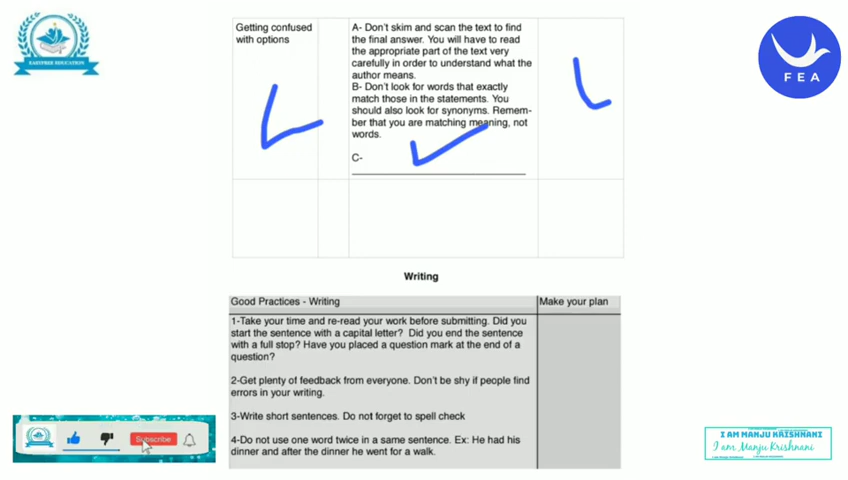 EASYFREE EDUCATION
FEA
Getting confused
with options
A- Don't skim and scan the text to find
the final answer. You will have to read
the appropriate part of the text very
carefully in order to understand what the
author means.
B- Don't look for words that exactly
match those in the statements. You
should also look for synonyms. Remem-
ber that you are matching meaning, not
words.
C-
Writing
Good Practices - Writing
Make your plan
1-Take your time and re-read your work before submitting. Did you
start the sentence with a capital letter? Did you end the sentence
with a full stop? Have you placed a question mark at the end of a
question?
2-Get plenty of feedback from everyone. Don't be shy if people find
errors in your writing.
3-Write short sentences. Do not forget to spell check
4-Do not use one word twice in a same sentence. Ex: He had his
dinner and after the dinner he went for a walk.
Subscribe
I AM MANJU KRISHNANI
I am Manju Krishnani